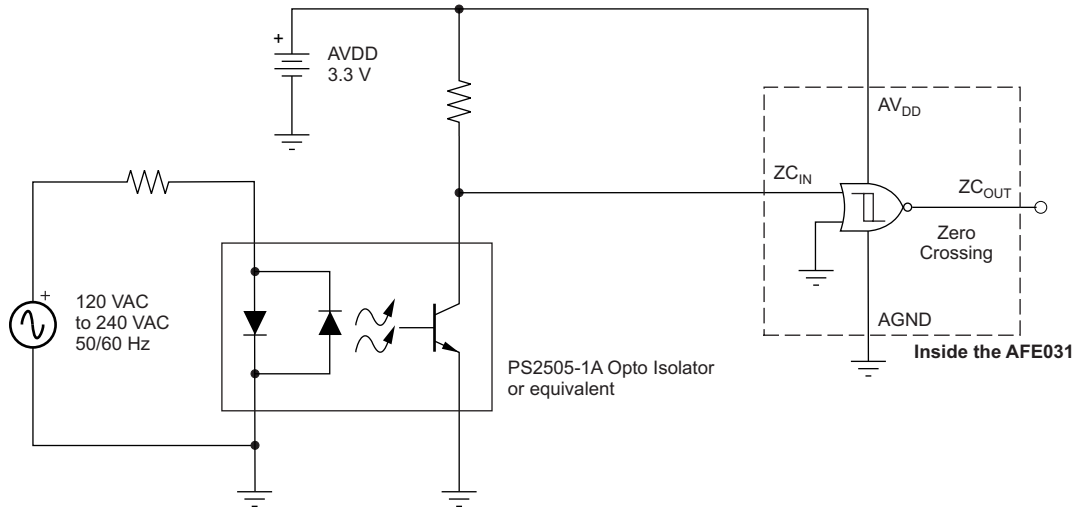 +
AVDD
3.3 V
AV_DD
ZC_IN
ZC_OUT
Zero
Crossing
+
120 VAC
to 240 VAC
50/60 Hz
AGND
Inside the AFE031
PS2505-1A Opto Isolator
or equivalent